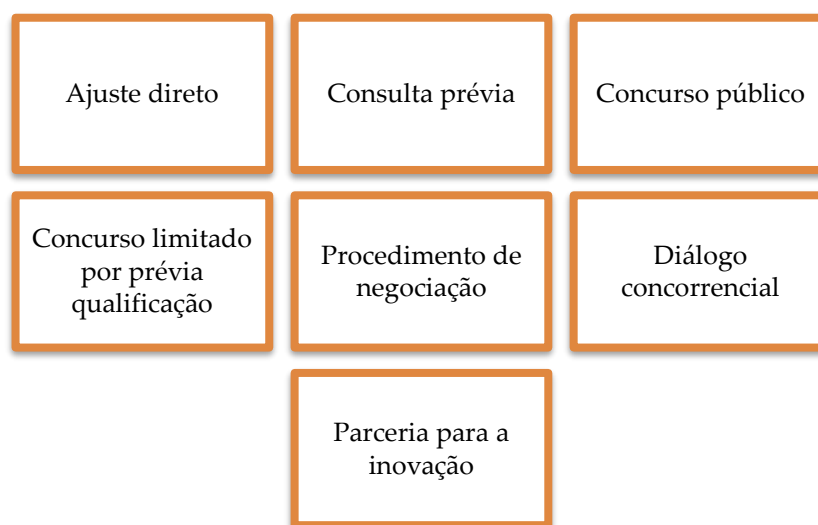 Ajuste direto
Consulta prévia
Concurso público
Concurso limitado
por prévia
qualificação
Procedimento de
negociação
Diálogo
concorrencial
Parceria para a
inovação